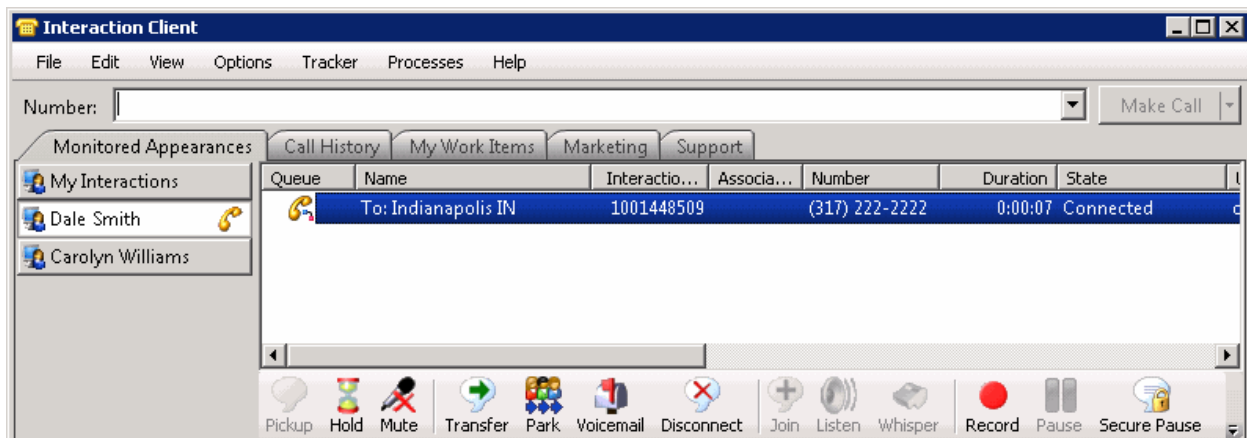 Interaction Client
File Edit View Options Tracker Processes Help
Number: Make Call
Monitored Appearances Call History My Work Items Marketing Support
My Interactions
Dale Smith
Carolyn Williams
Queue Name Interactio... Associa... Number Duration State
To: Indianapolis IN 1001448509 (317) 222-2222 0:00:07 Connected
Pickup Hold Mute Transfer Park Voicemail Disconnect Join Listen Whisper Record Pause Secure Pause